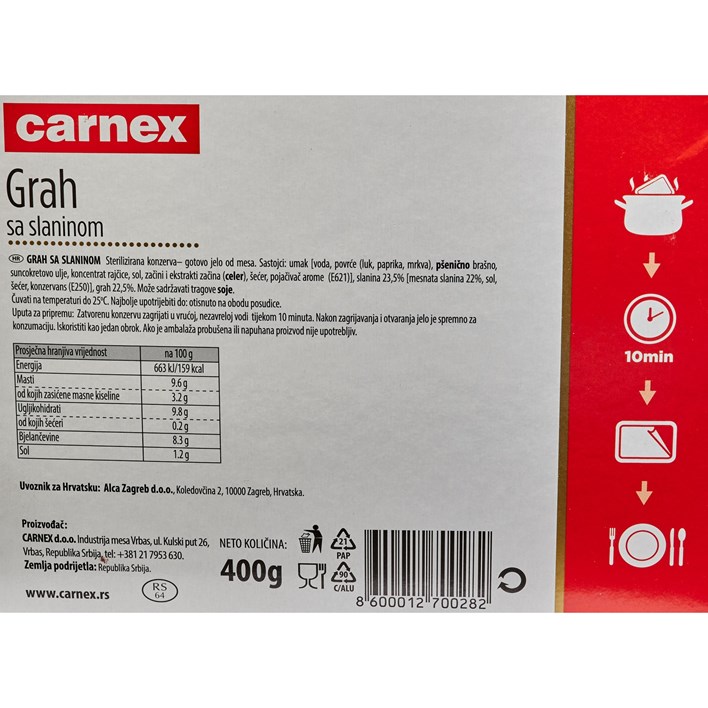 carnex
Grah
sa slaninom
HR GRAH SA SLANINOM Sterilizirana konzerva– gotovo jelo od mesa. Sastojci: umak [voda, povrće (luk, paprika, mrkva), pšenično brašno,
suncokretovo ulje, koncentrat rajčice, sol, začini i ekstrakti začina (celer), šećer, pojačivač arome (E621)], slanina 23,5% [mesnata slanina 22%, sol,
šećer, konzervans (E250)], grah 22,5%. Može sadržavati tragove soje.
Čuvati na temperaturi do 25°C. Najbolje upotrijebiti do: otisnuto na obodu posudice.
Uputa za pripremu: Zatvorenu konzervu zagrijati u vrućoj, nezavreloj vodi tijekom 10 minuta. Nakon zagrijavanja i otvaranja jelo je spremno za
konzumaciju. Iskoristiti kao jedan obrok. Ako je ambalaža probušena ili napuhana proizvod nije upotrebljiv.
Prosječna hranjiva vrijednost na 100 g
Energija 663 kJ/159 kcal
Masti 9.6 g
od kojih zasićene masne kiseline 3.2 g
Ugljikohidrati 9.8 g
od kojih šećeri 0.2 g
Bjelančevine 8.3 g
Sol 1.2 g
Uvoznik za Hrvatsku: Alca Zagreb d.o.o., Koledovčina 2, 10000 Zagreb, Hrvatska.
Proizvođač:
CARNEX d.o.o. Industrija mesa Vrbas, ul. Kulski put 26,
Vrbas, Republika Srbija, tel: +381 21 7953 630.
Zemlja podrijetla: Republika Srbija.
www.carnex.rs
RS
64
NETO KOLIČINA:
400g
21
PAP
90
C/ALU
8 600012 700282
10min